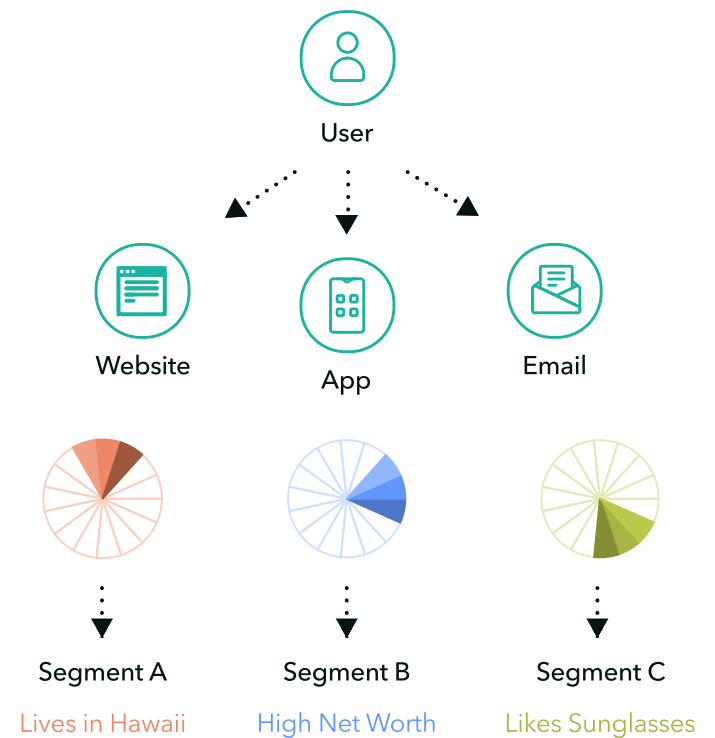 User
Website
App
Email
Segment A
Segment B
Segment C
Lives in Hawaii
High Net Worth
Likes Sunglasses